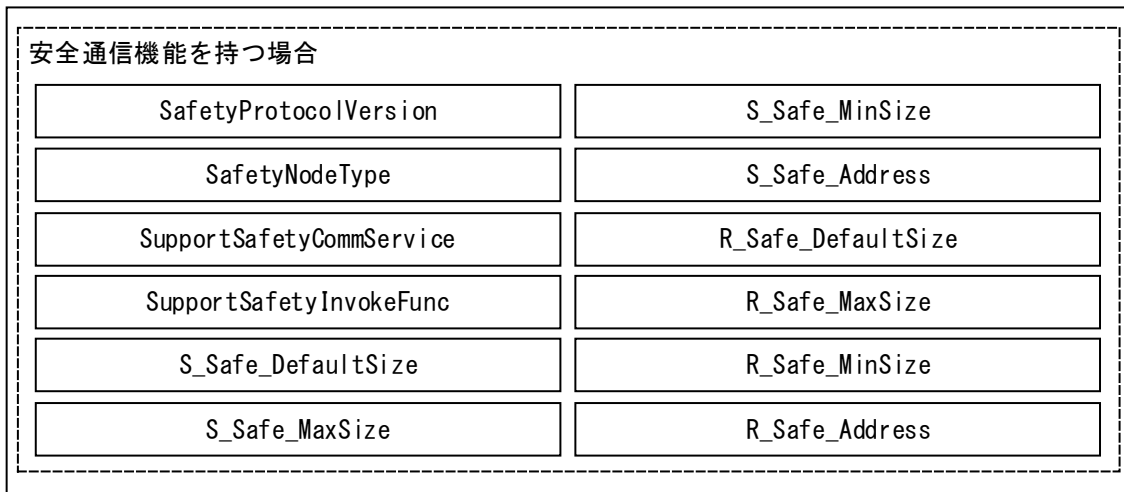 安全通信機能を持つ場合
SafetyProtocolVersion
S_Safe_MinSize
SafetyNodeType
S_Safe_Address
SupportSafetyCommService
R_Safe_DefaultSize
SupportSafetyInvokeFunc
R_Safe_MaxSize
S_Safe_DefaultSize
R_Safe_MinSize
S_Safe_MaxSize
R_Safe_Address